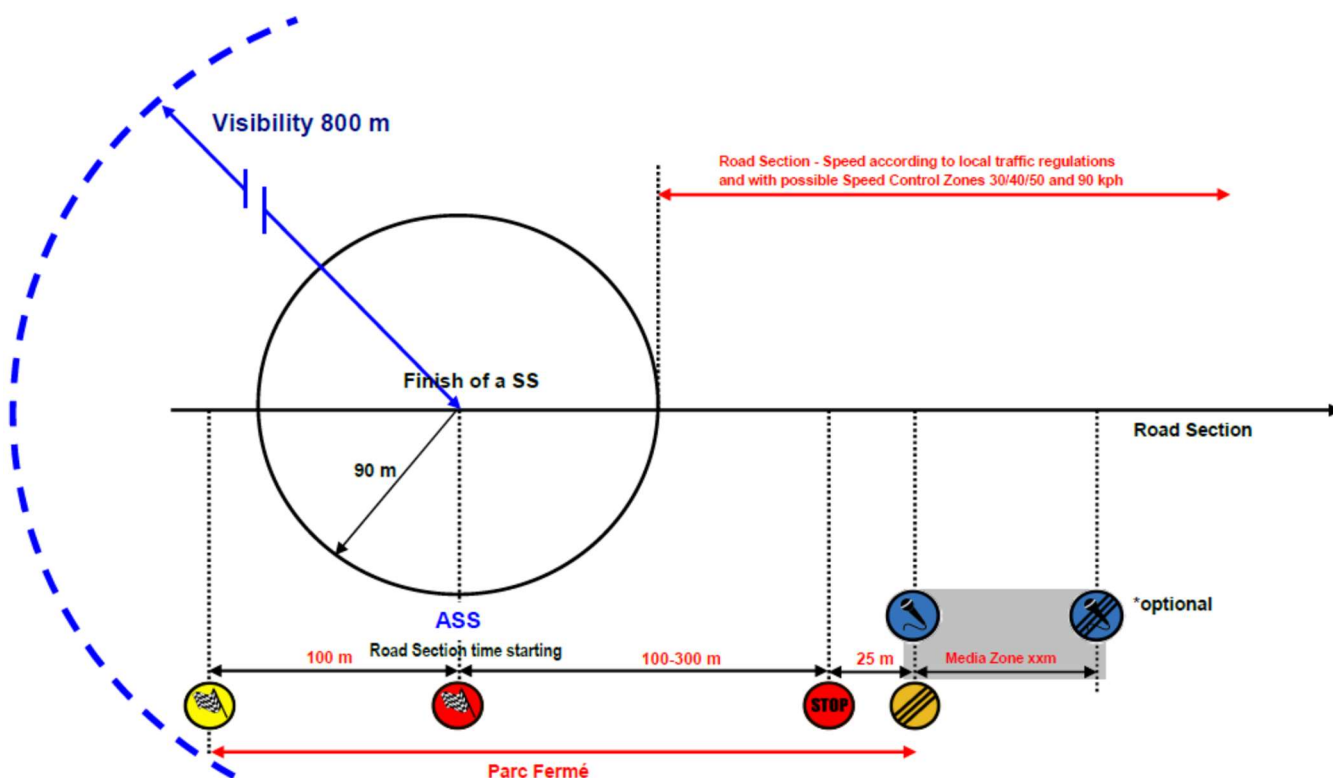 Visibility 800 m
Road Section - Speed according to local traffic regulations
and with possible Speed Control Zones 30/40/50 and 90 kph
Finish of a SS
Road Section
90 m
*optional
ASS
Road Section time starting
100 m
100-300 m
25 m
Media Zone xxm
STOP
Parc Fermé